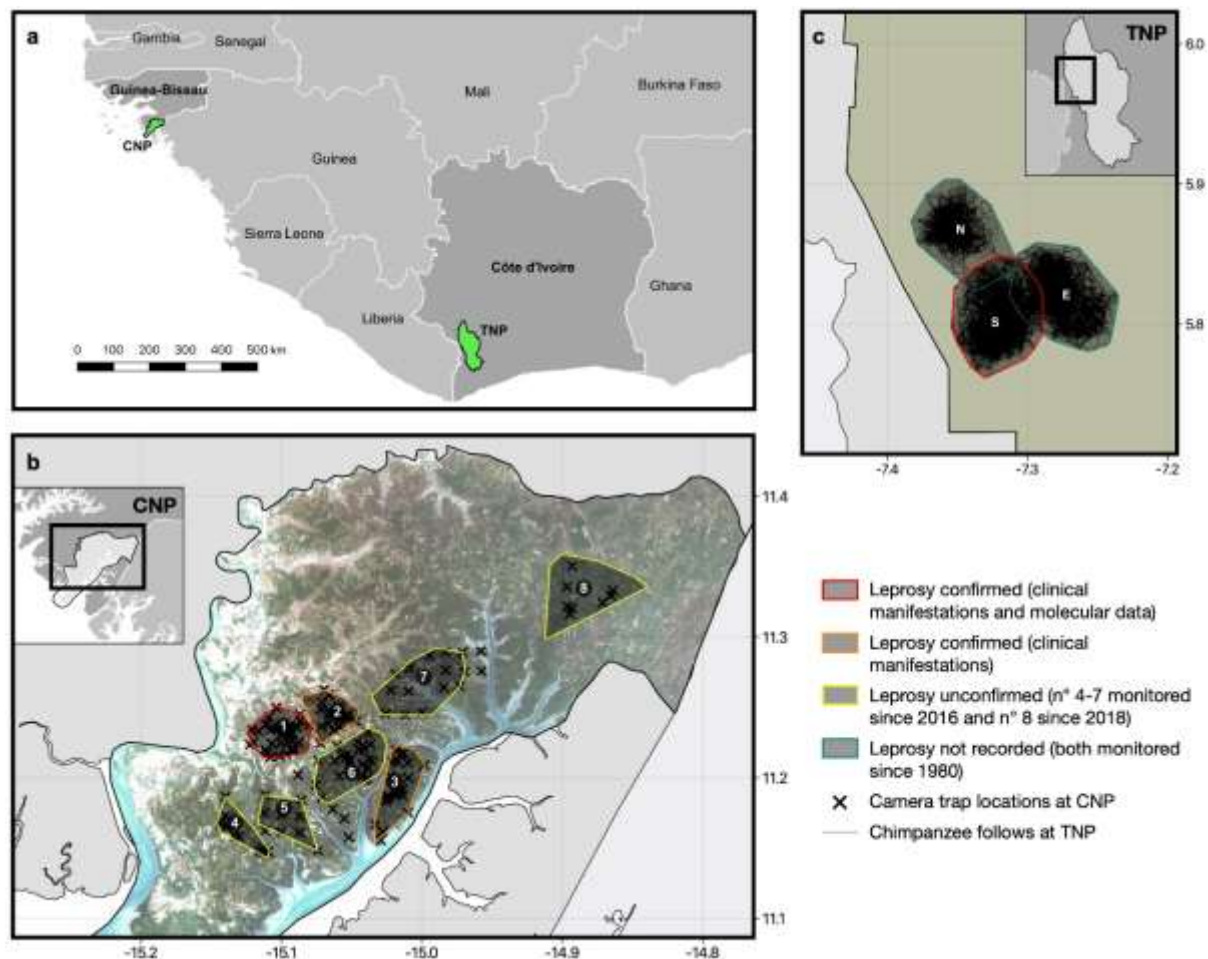 a
Gambia
Senegal
Guinea-Bissau
CNP
Mali
Burkina Faso
Guinea
Sierra Leone
Côte d'Ivoire
Ghana
Liberia
TNP
0 100 200 300 400 500 km
b
CNP
11.4
11.3
11.2
11.1
8
7
2
1
6
3
5
4
-15.2 -15.1 -15.0 -14.9 -14.8
c
TNP
6.0
5.9
5.8
N
E
S
-7.4 -7.3 -7.2
Leprosy confirmed (clinical
manifestations and molecular data)
Leprosy confirmed (clinical
manifestations)
Leprosy unconfirmed (n° 4-7 monitored
since 2016 and n° 8 since 2018)
Leprosy not recorded (both monitored
since 1980)
Camera trap locations at CNP
Chimpanzee follows at TNP